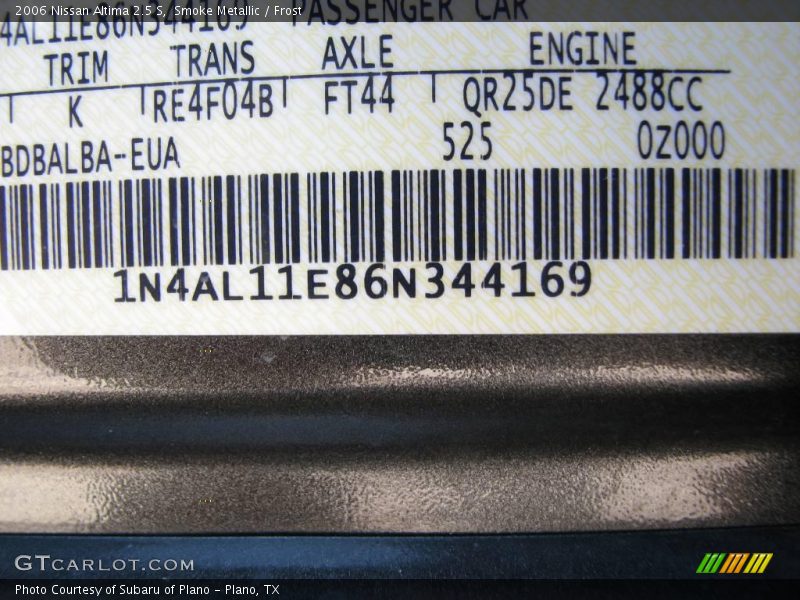 2006 Nissan Altima 2.5 S, Smoke Metallic / Frost
4AL11E86N344169 PASSENGER CAR
TRIM TRANS AXLE ENGINE
K RE4F04B FT44 QR25DE 2488CC
BDBALBA-EUA 525 0Z000
1N4AL11E86N344169
GTCARLOT.COM
Photo Courtesy of Subaru of Plano - Plano, TX